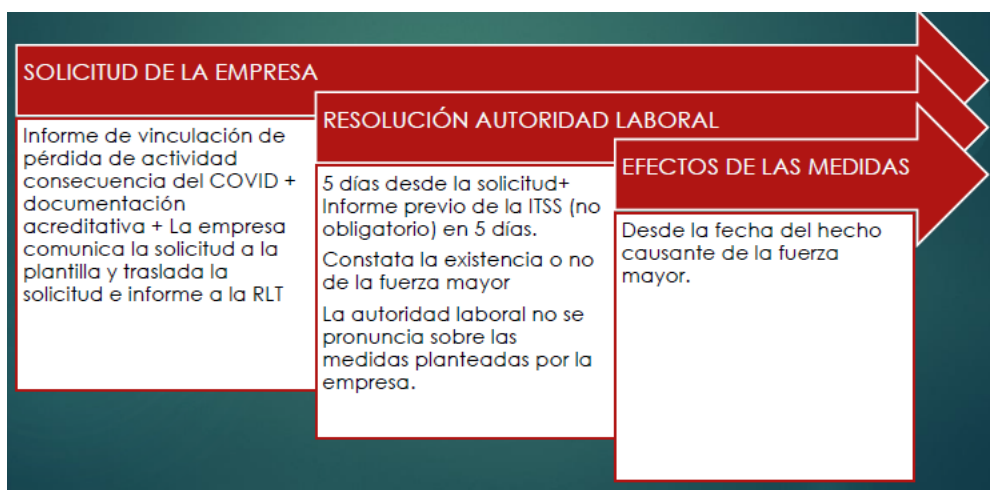 SOLICITUD DE LA EMPRESA
Informe de vinculación de
pérdida de actividad
consecuencia del COVID +
documentación
acreditativa + La empresa
comunica la solicitud a la
plantilla y traslada la
solicitud e informe a la RLT
RESOLUCIÓN AUTORIDAD LABORAL
5 días desde la solicitud+
Informe previo de la ITSS (no
obligatorio) en 5 días.
Constata la existencia o no
de la fuerza mayor
La autoridad laboral no se
pronuncia sobre las
medidas planteadas por la
empresa.
EFECTOS DE LAS MEDIDAS
Desde la fecha del hecho
causante de la fuerza
mayor.